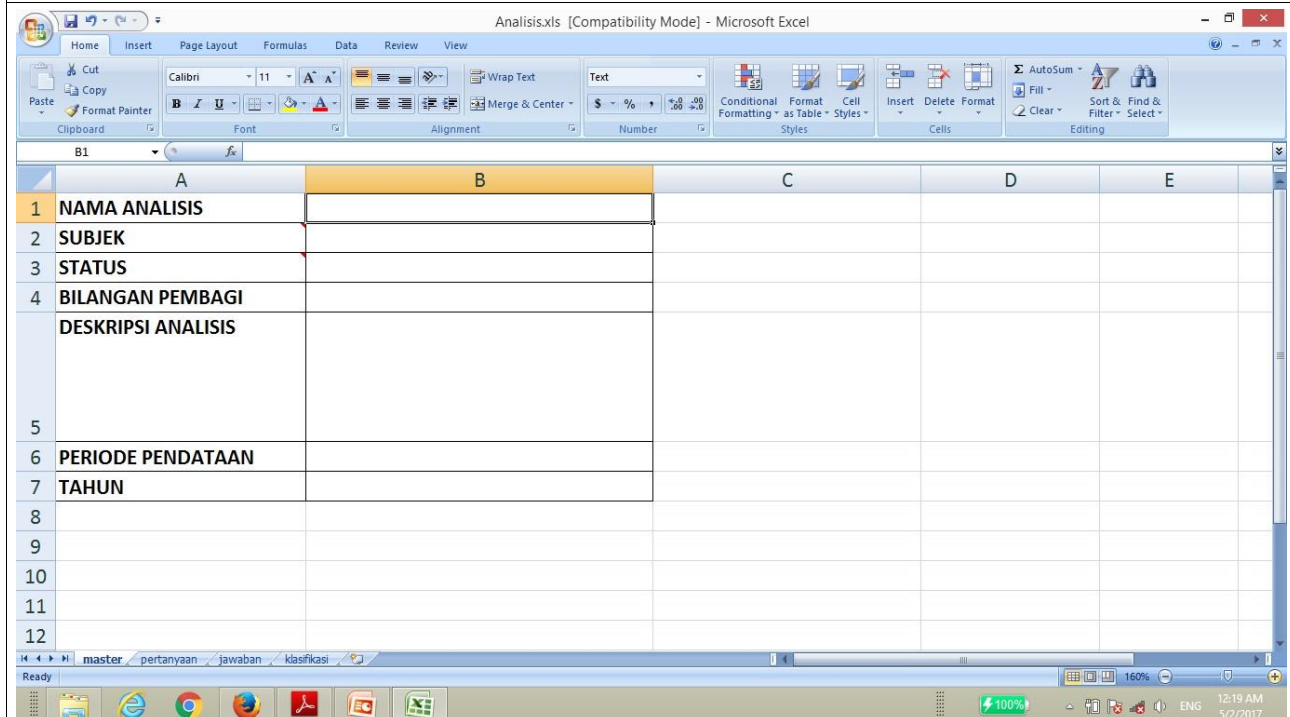 Analisis.xls [Compatibility Mode] - Microsoft Excel
Home Insert Page Layout Formulas Data Review View
Paste
Cut
Copy
Format Painter
Clipboard
Calibri 11
B I U
Font
Wrap Text
Merge & Center
Alignment
Text
$ % ,
Number
Conditional Formatting
Format as Table
Cell Styles
Styles
Insert Delete Format
Cells
Σ AutoSum
Fill
Clear
Sort & Filter
Find & Select
Editing
B1 fx
A B C D E
1 NAMA ANALISIS
2 SUBJEK
3 STATUS
4 BILANGAN PEMBAGI
5 DESKRIPSI ANALISIS
6 PERIODE PENDATAAN
7 TAHUN
8
9
10
11
12
master pertanyaan jawaban klasifikasi
Ready 160%
100% ENG 12:19 AM
5/2/2017